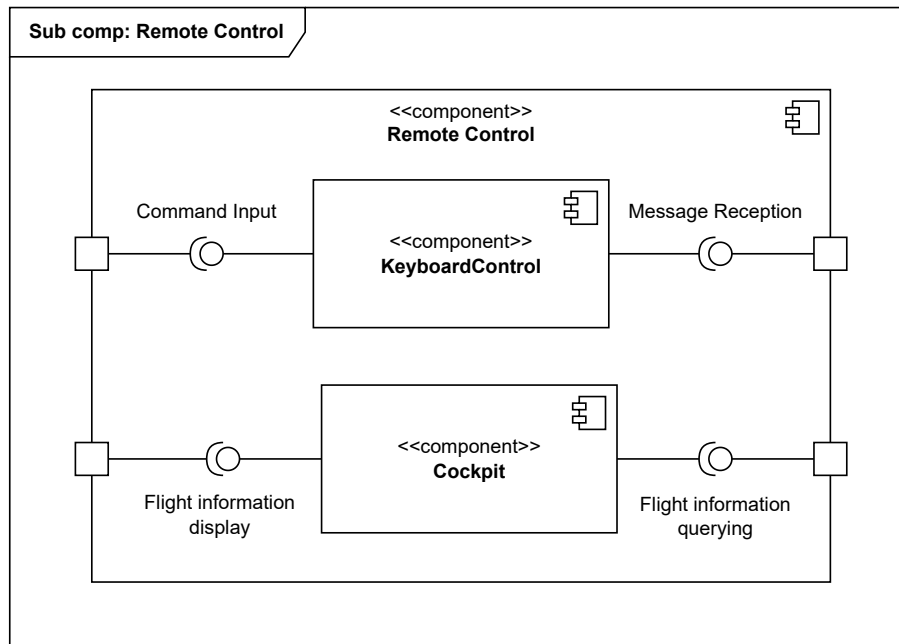 Sub comp: Remote Control
<<component>>
Remote Control
Command Input
Message Reception
<<component>>
KeyboardControl
<<component>>
Cockpit
Flight information
display
Flight information
querying